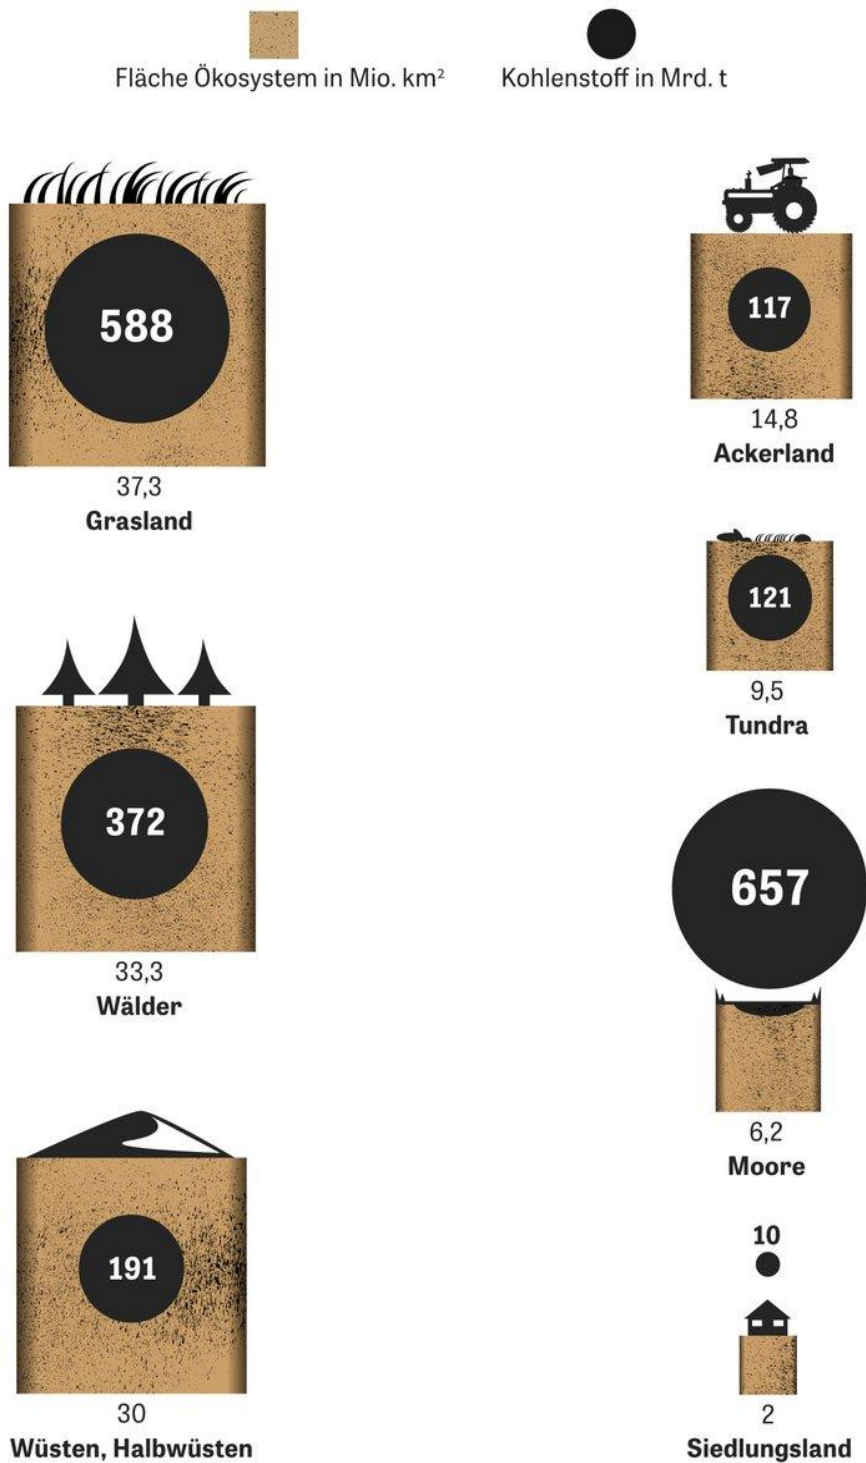 Fläche Ökosystem in Mio. km²
Kohlenstoff in Mrd. t
588
37,3
Grasland
372
33,3
Wälder
191
30
Wüsten, Halbwüsten
117
14,8
Ackerland
121
9,5
Tundra
657
6,2
Moore
10
2
Siedlungsland